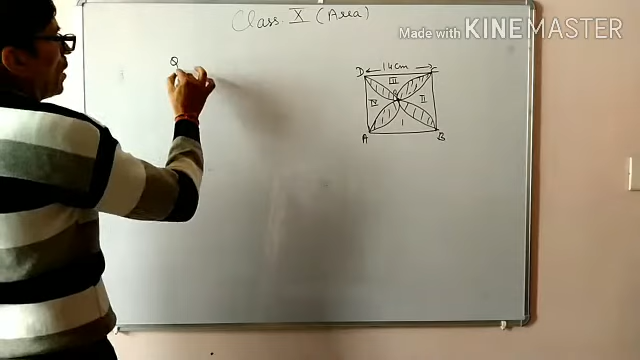 Made with KINEMASTER
Class. X (Area)
Q
D 14 cm C
III
IV II
I
A B